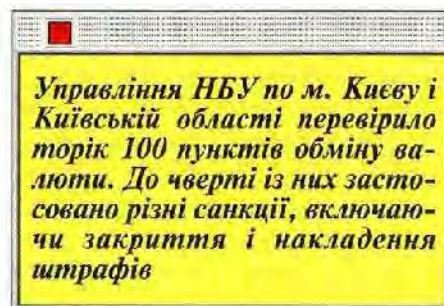 Управління НБУ по м. Києву і
Київській області перевірило
торік 100 пунктів обміну ва-
люти. До чверті із них засто-
совано різні санкції, включаю-
чи закриття і накладення
штрафів